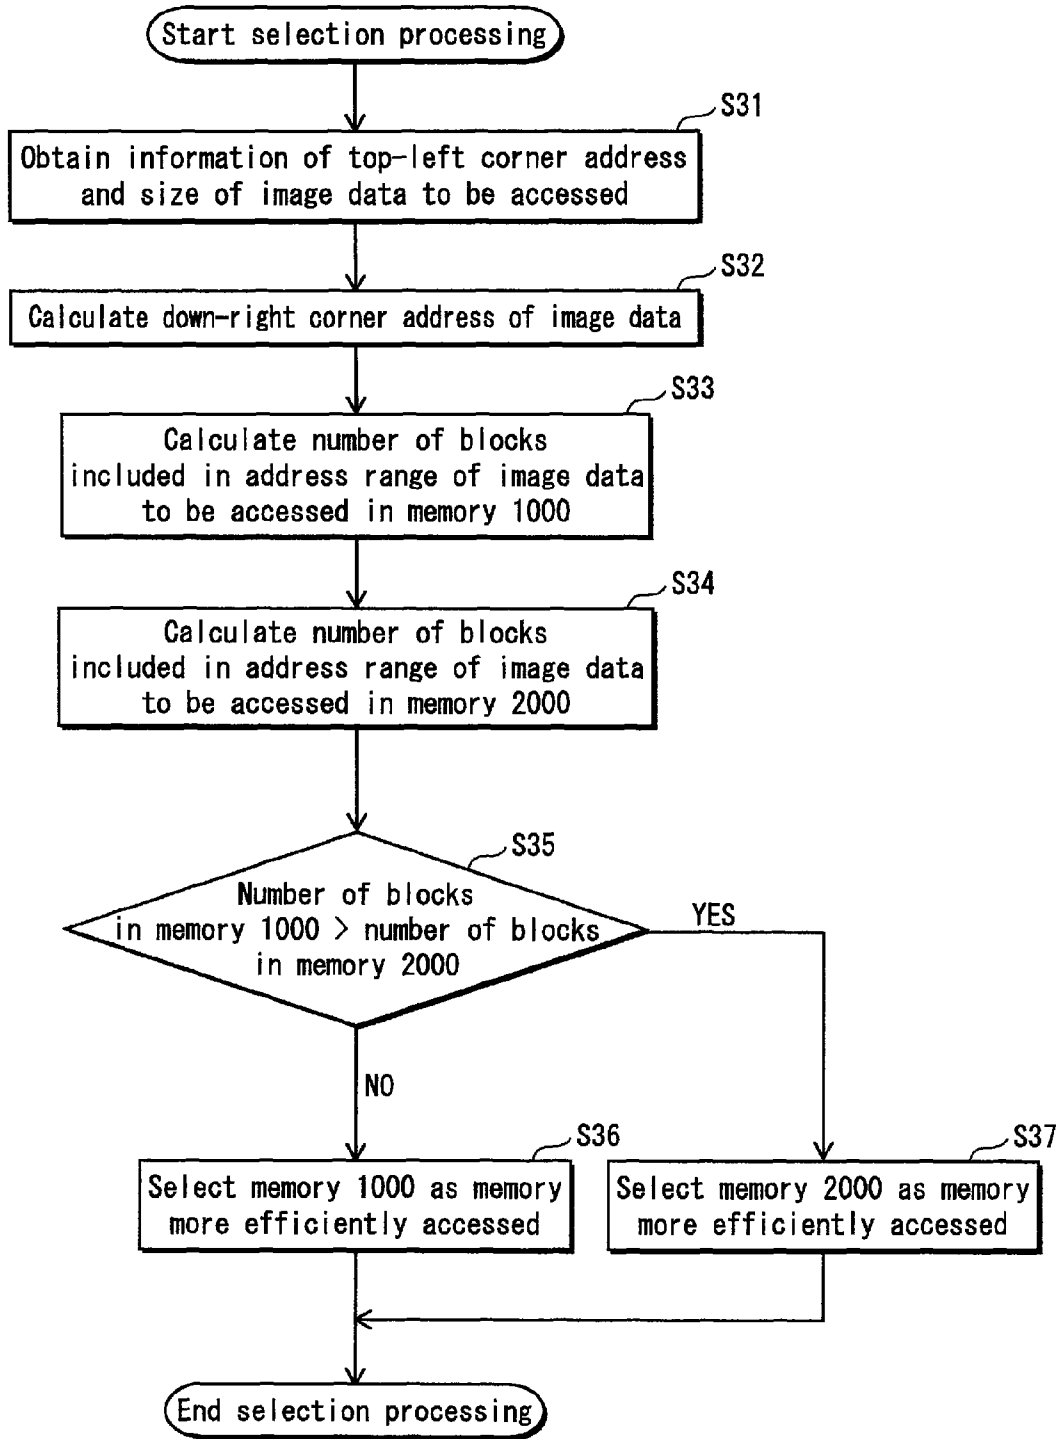 Start selection processing
S31
Obtain information of top-left corner address
and size of image data to be accessed
S32
Calculate down-right corner address of image data
S33
Calculate number of blocks
included in address range of image data
to be accessed in memory 1000
S34
Calculate number of blocks
included in address range of image data
to be accessed in memory 2000
S35
Number of blocks
in memory 1000 > number of blocks
in memory 2000
YES
NO
S36
Select memory 1000 as memory
more efficiently accessed
S37
Select memory 2000 as memory
more efficiently accessed
End selection processing